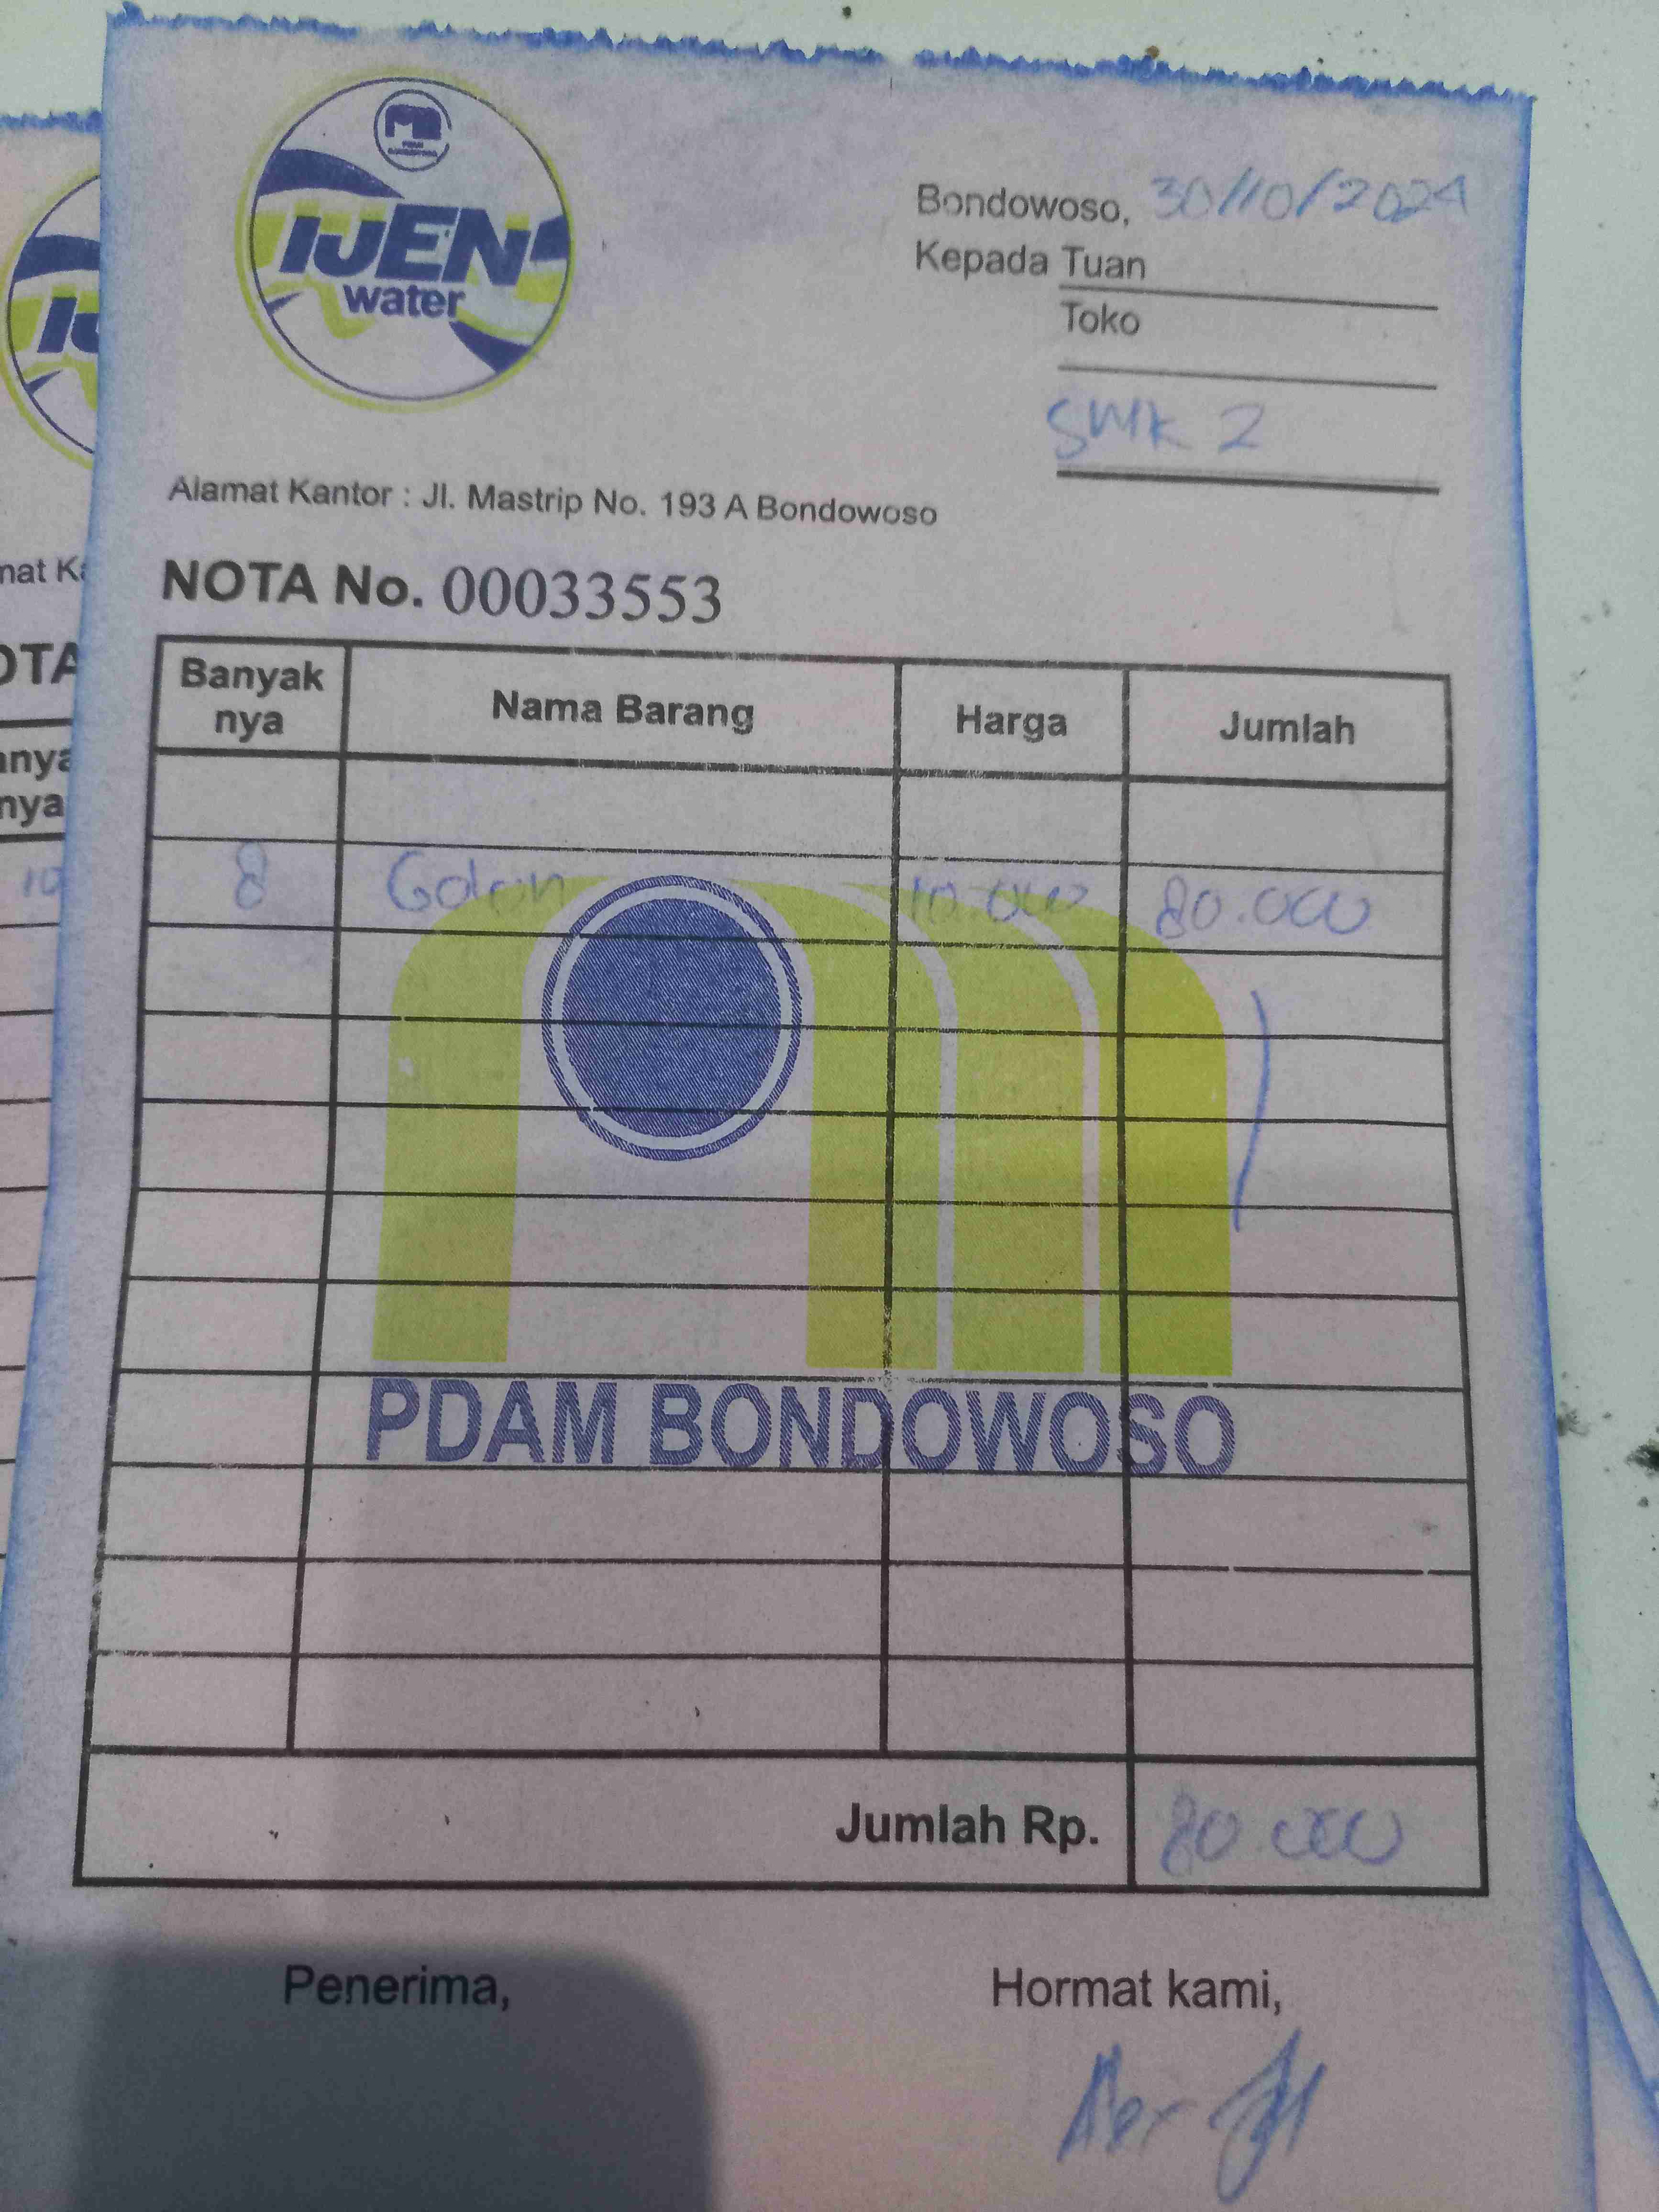 IJEN
water
Bondowoso, 30/10/2024
Kepada Tuan
Toko
SMK 2
Alamat Kantor : Jl. Mastrip No. 193 A Bondowoso
NOTA No. 00033553
Banyak nya Nama Barang Harga Jumlah
8 Galon 10.000 80.000
PDAM BONDOWOSO
Jumlah Rp. 80.000
Penerima, Hormat kami,